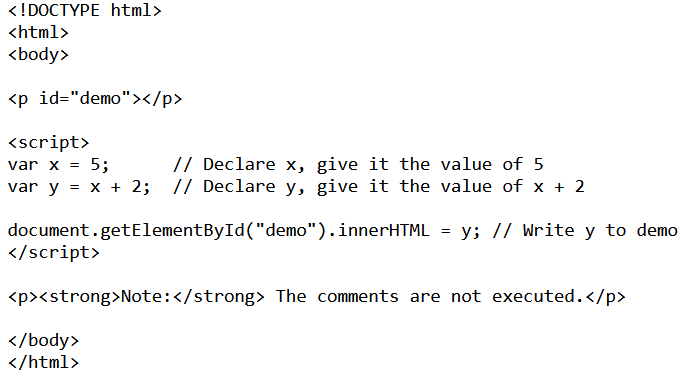 <!DOCTYPE html>
<html>
<body>
<p id="demo"></p>
<script>
var x = 5;      // Declare x, give it the value of 5
var y = x + 2;  // Declare y, give it the value of x + 2
document.getElementById("demo").innerHTML = y; // Write y to demo
</script>
<p><strong>Note:</strong> The comments are not executed.</p>
</body>
</html>